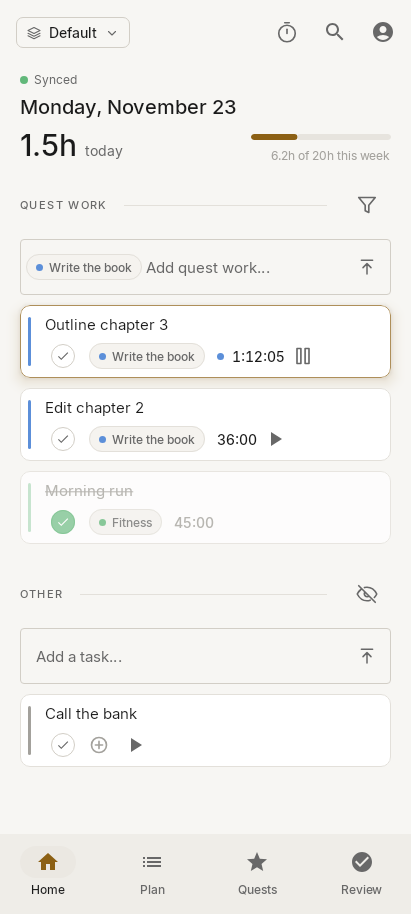 Default
Synced
Monday, November 23
1.5h today
6.2h of 20h this week
QUEST WORK
Write the book Add quest work...
Outline chapter 3
Write the book 1:12:05
Edit chapter 2
Write the book 36:00
Morning run
Fitness 45:00
OTHER
Add a task...
Call the bank
Home Plan Quests Review